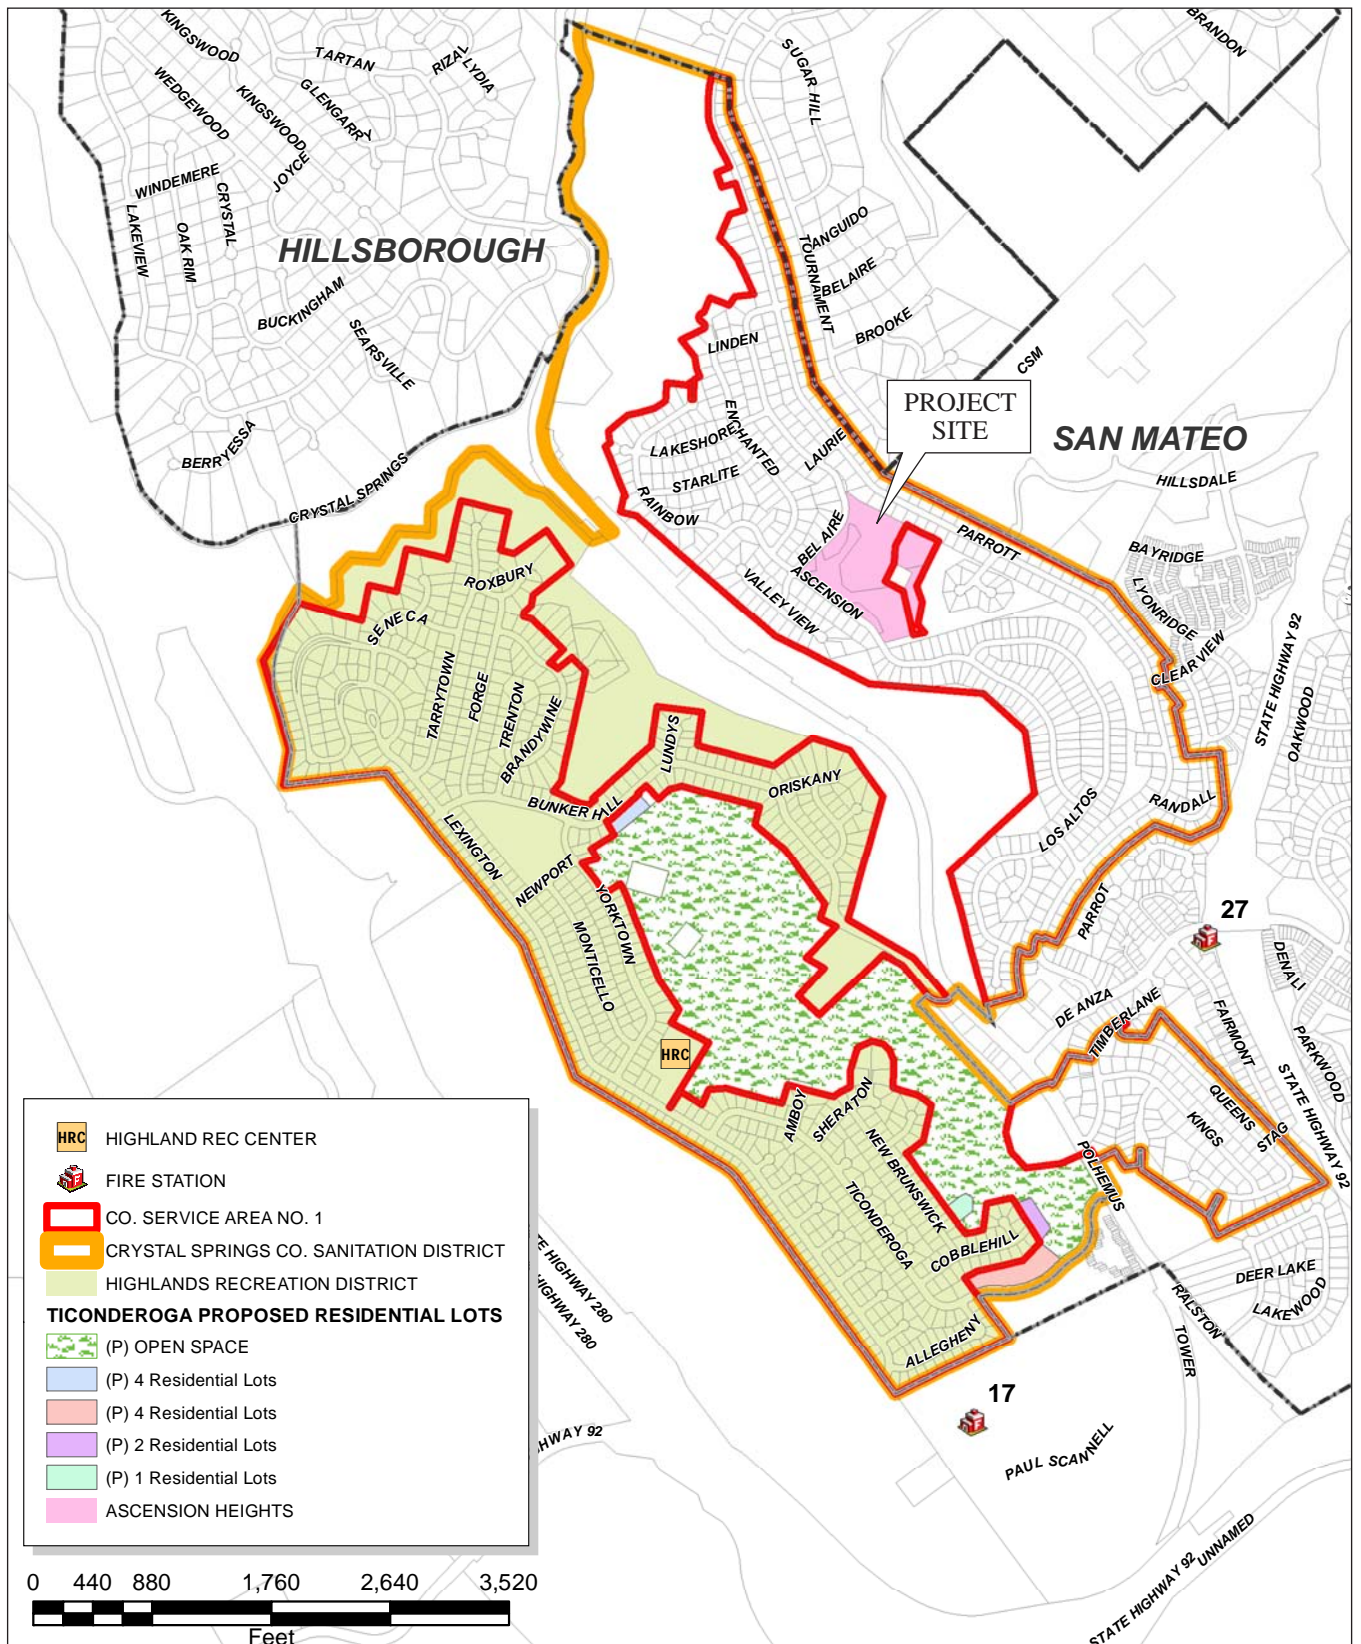 KINGSWOOD
TARTAN
RIZAL
LYDIA
SUGAR HILL
BRANDON
WEDGEWOOD
KINGSWOOD
GLENGARRY
JOYCE
WINDEMERE
CRYSTAL
LAKEVIEW
OAK RIM
HILLSBOROUGH
TANGUIDO
TOURNAMENT
BELAIRE
BUCKINGHAM
SEARSVILLE
BROOKE
LINDEN
CSM
PROJECT
SITE
SAN MATEO
ENCHANTED
LAKESHORE
LAURIE
BERRYESSA
STARLITE
HILLSDALE
CRYSTAL SPRINGS
RAINBOW
BEL AIRE
PARROTT
BAYRIDGE
ROXBURY
ASCENSION
VALLEY VIEW
LYONRIDGE
SENECA
CLEARVIEW
STATE HIGHWAY 92
OAKWOOD
TARRYTOWN
FORGE
TRENTON
BRANDYWINE
LUNDYS
ORISKANY
BUNKER HILL
LOS ALTOS
RANDALL
LEXINGTON
NEWPORT
YORKTOWN
MONTICELLO
PARROT
27
DENALI
DE ANZA
TIMBERLANE
FAIRMONT
PARKWOOD
HRC
STATE HIGHWAY 92
AMBOY
SHERATON
QUEENS
KINGS
STAG
NEW BRUNSWICK
POLHEMUS
TICONDEROGA
COBBLEHILL
DEER LAKE
LAKEWOOD
RALSTON
TOWER
ALLEGHENY
17
PAUL SCANNELL
TE HIGHWAY 280
HIGHWAY 280
HWAY 92
UNNAMED
STATE HIGHWAY 92
HRC HIGHLAND REC CENTER
FIRE STATION
CO. SERVICE AREA NO. 1
CRYSTAL SPRINGS CO. SANITATION DISTRICT
HIGHLANDS RECREATION DISTRICT
TICONDEROGA PROPOSED RESIDENTIAL LOTS
(P) OPEN SPACE
(P) 4 Residential Lots
(P) 4 Residential Lots
(P) 2 Residential Lots
(P) 1 Residential Lots
ASCENSION HEIGHTS
0 440 880 1,760 2,640 3,520
Feet